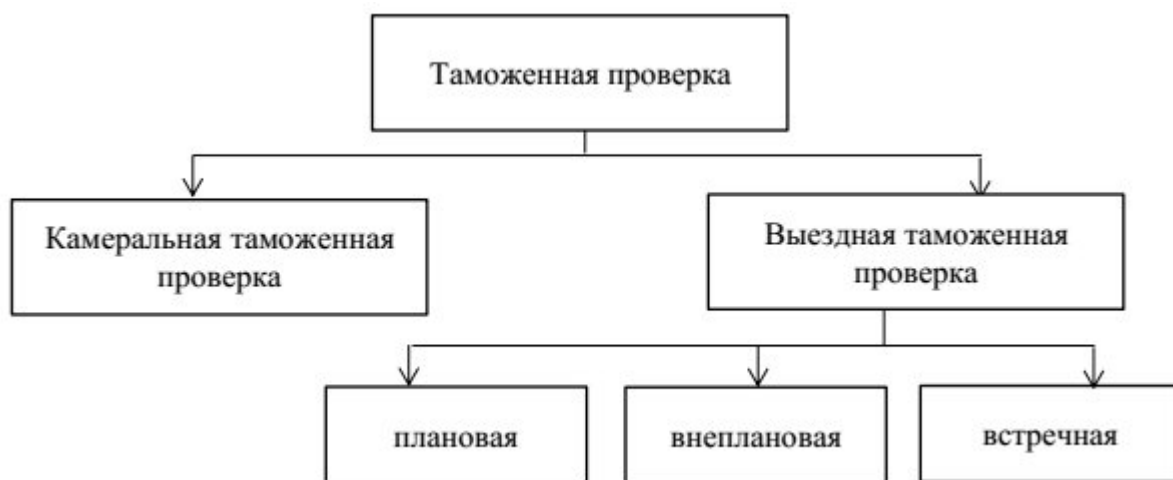 Таможенная проверка
Камеральная таможенная
проверка
Выездная таможенная
проверка
плановая
внеплановая
встречная